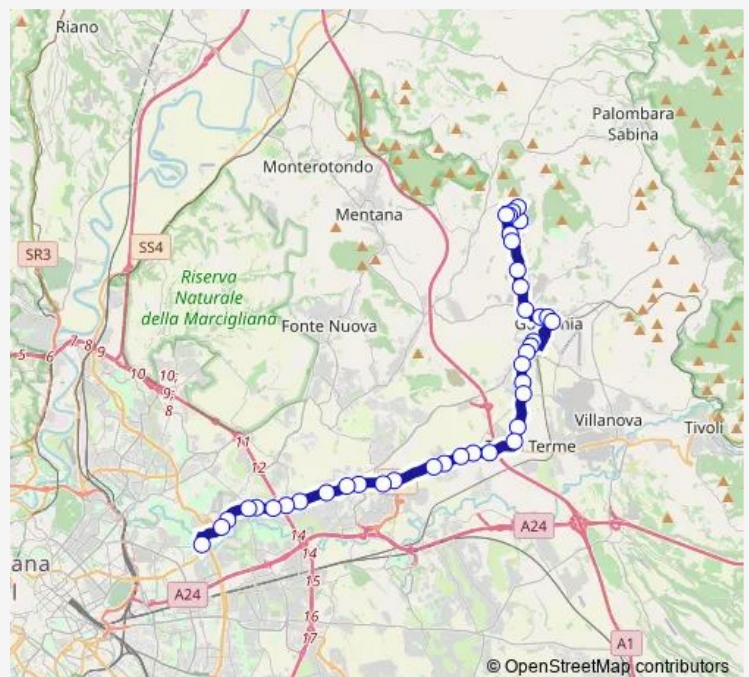 Riano
Palombara
Sabina
Monterotondo
Mentana
SR3
SS4
Riserva
Naturale
della Marcigliana
Fonte Nuova
5
6
7
8
9
10
10;
9;
8
11
12
Villanova
Tivoli
Terme
14
14
15
16
17
A24
A24
A1
© OpenStreetMap contributors